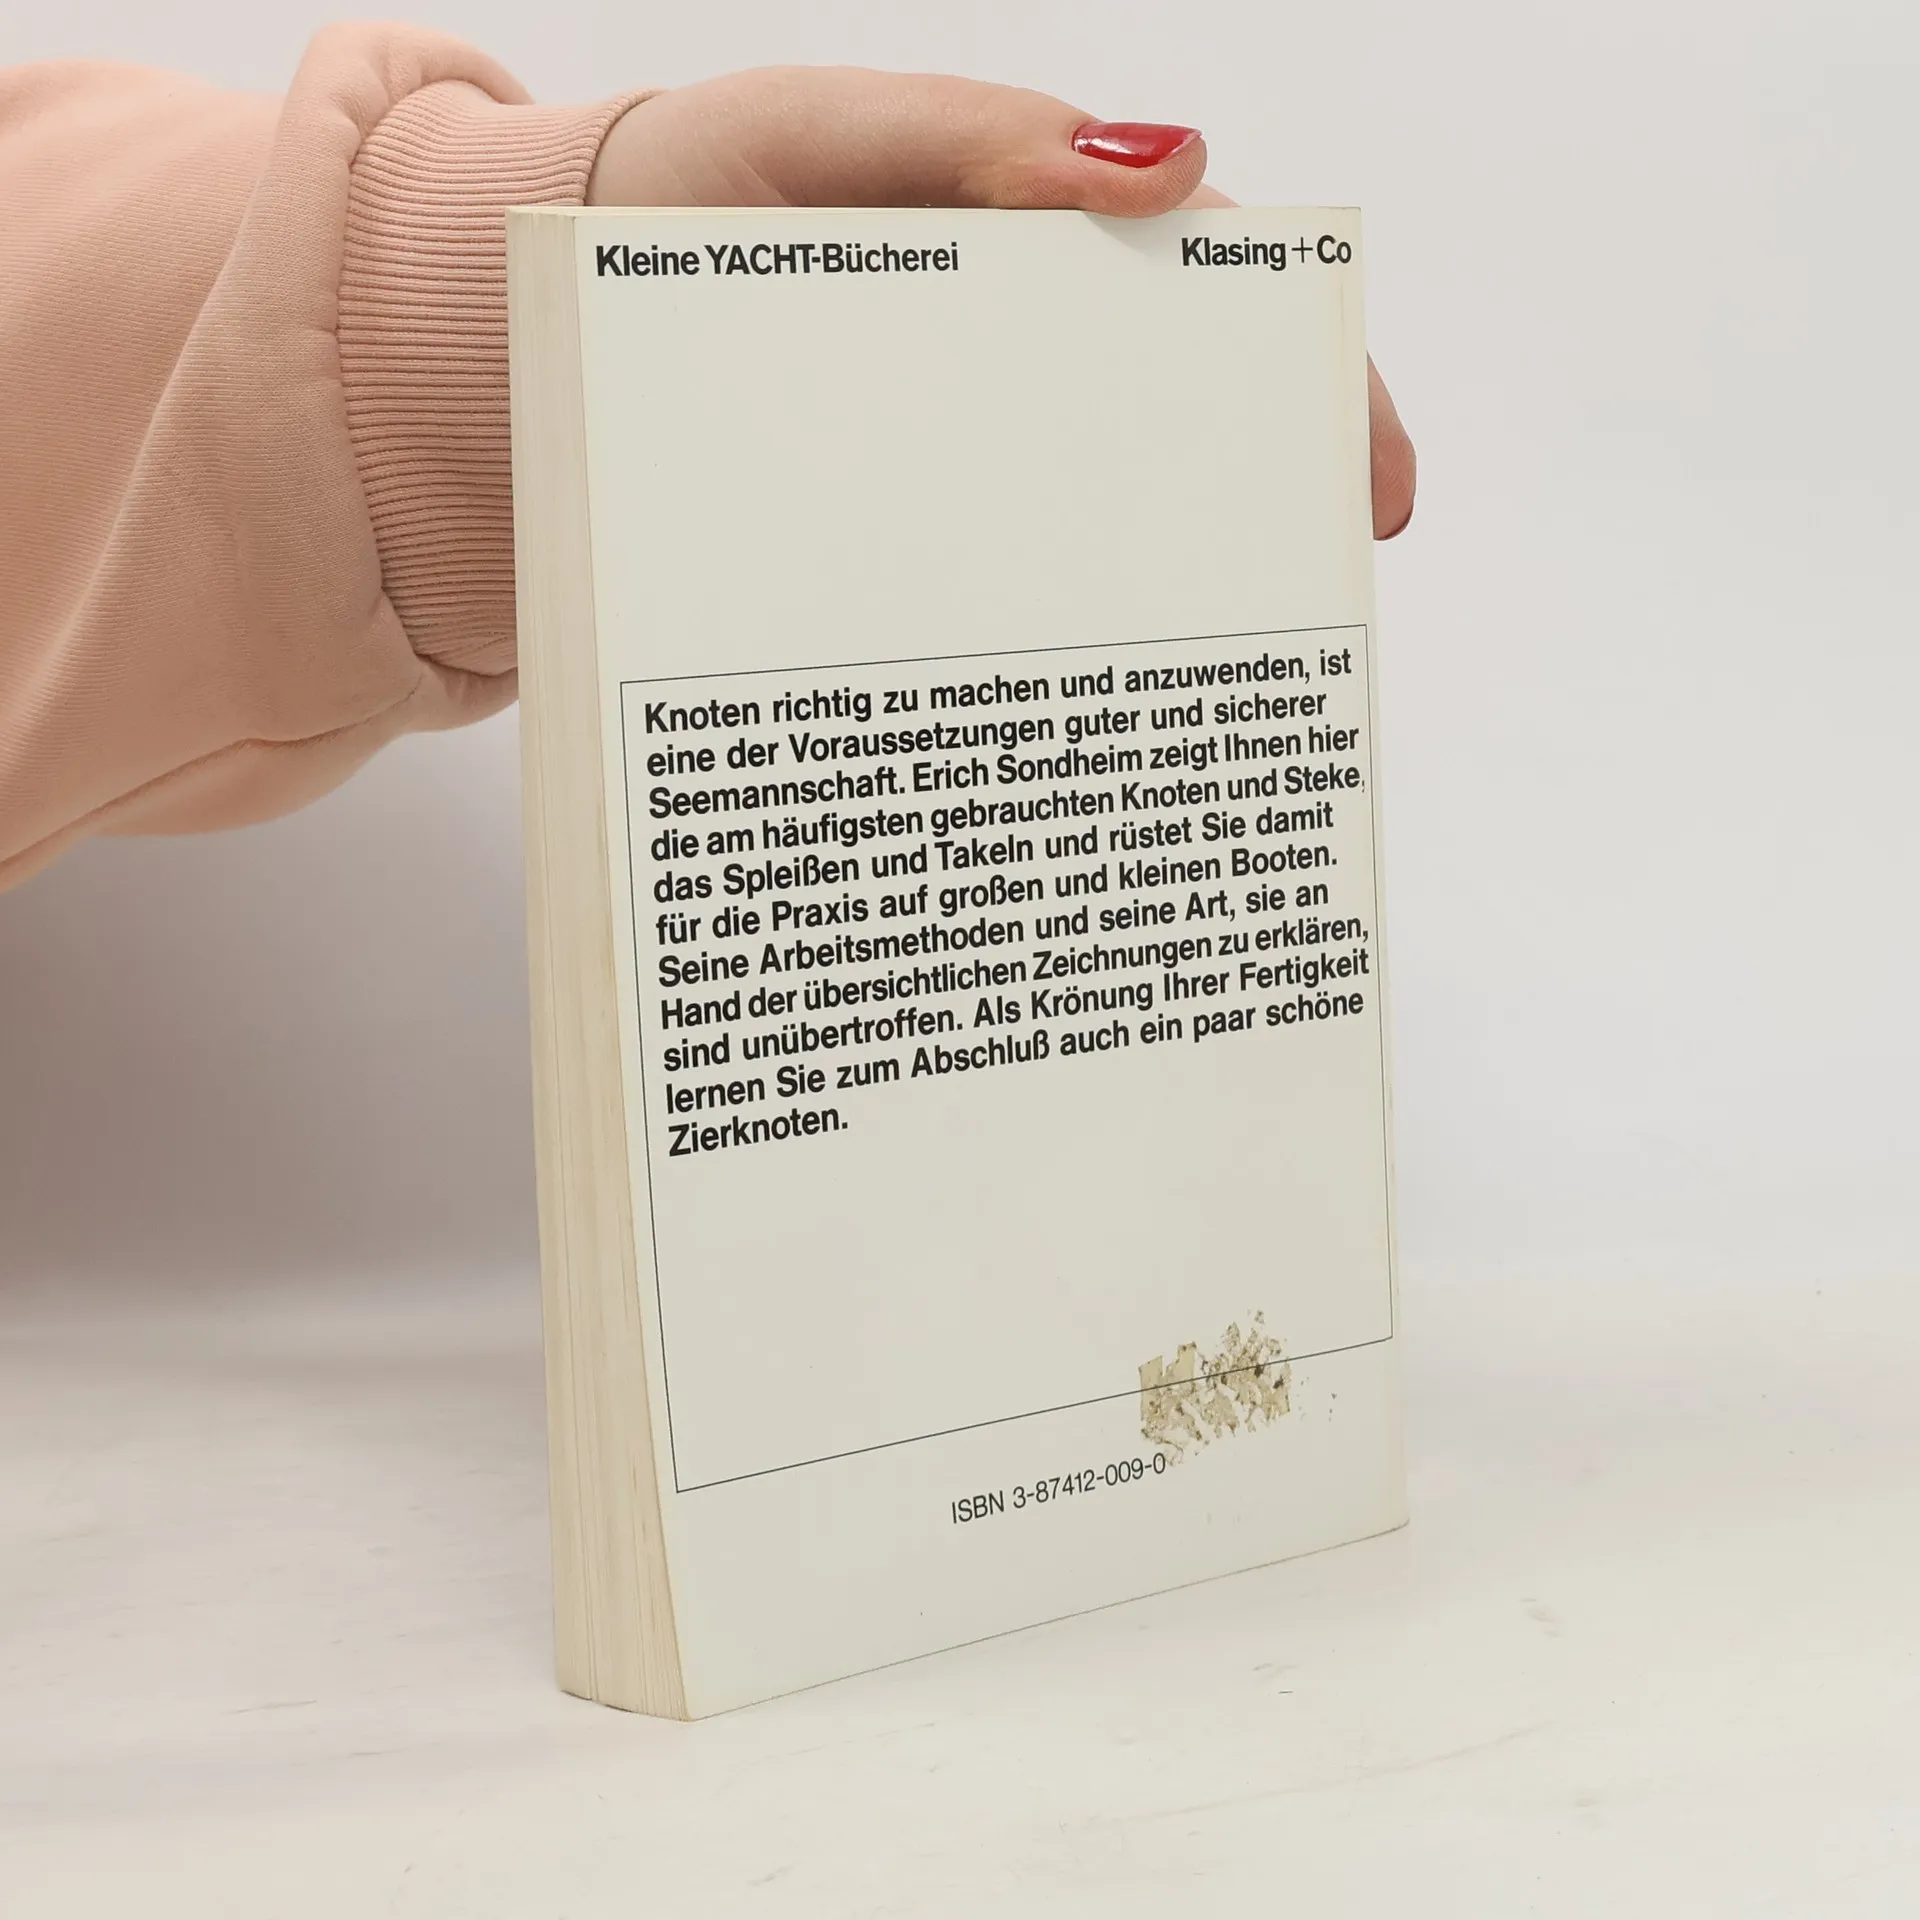 Kleine YACHT-Bücherei Klasing+Co
Knoten richtig zu machen und anzuwenden, ist
eine der Voraussetzungen guter und sicherer
Seemannschaft. Erich Sondheim zeigt Ihnen hier
die am häufigsten gebrauchten Knoten und Steke,
das Spleißen und Takeln und rüstet Sie damit
für die Praxis auf großen und kleinen Booten.
Seine Arbeitsmethoden und seine Art, sie an
Hand der übersichtlichen Zeichnungen zu erklären,
sind unübertroffen. Als Krönung Ihrer Fertigkeit
lernen Sie zum Abschluß auch ein paar schöne
Zierknoten.
ISBN 3-87412-009-0